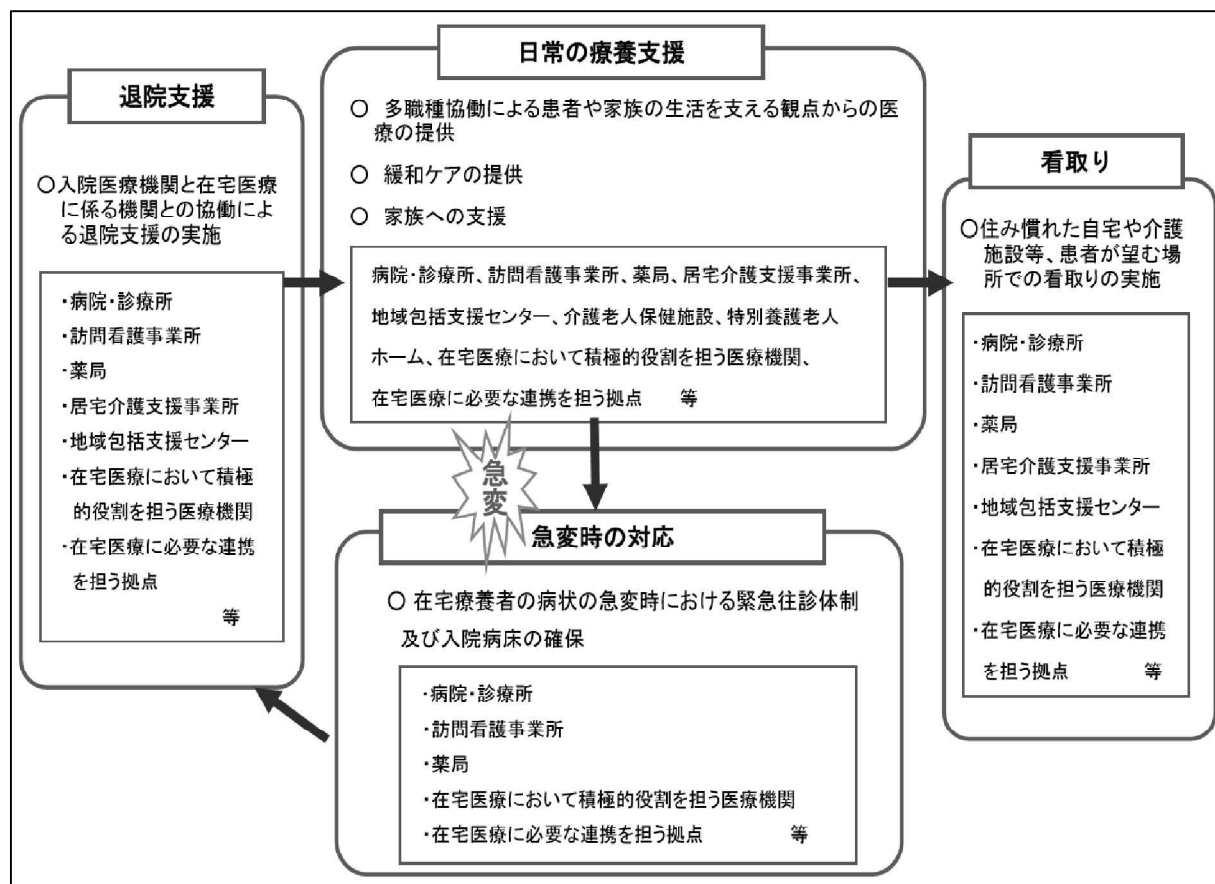 退院支援
○入院医療機関と在宅医療
に係る機関との協働によ
る退院支援の実施
・病院・診療所
・訪問看護事業所
・薬局
・居宅介護支援事業所
・地域包括支援センター
・在宅医療において積極
的役割を担う医療機関
・在宅医療に必要な連携
を担う拠点
等
日常の療養支援
○ 多職種協働による患者や家族の生活を支える観点からの医
療の提供
○ 緩和ケアの提供
○ 家族への支援
病院・診療所、訪問看護事業所、薬局、居宅介護支援事業所、
地域包括支援センター、介護老人保健施設、特別養護老人
ホーム、在宅医療において積極的役割を担う医療機関、
在宅医療に必要な連携を担う拠点 等
急変
急変時の対応
○ 在宅療養者の病状の急変時における緊急往診体制
及び入院病床の確保
・病院・診療所
・訪問看護事業所
・薬局
・在宅医療において積極的役割を担う医療機関
・在宅医療に必要な連携を担う拠点 等
看取り
○住み慣れた自宅や介護
施設等、患者が望む場
所での看取りの実施
・病院・診療所
・訪問看護事業所
・薬局
・居宅介護支援事業所
・地域包括支援センター
・在宅医療において積極
的役割を担う医療機関
・在宅医療に必要な連携
を担う拠点 等